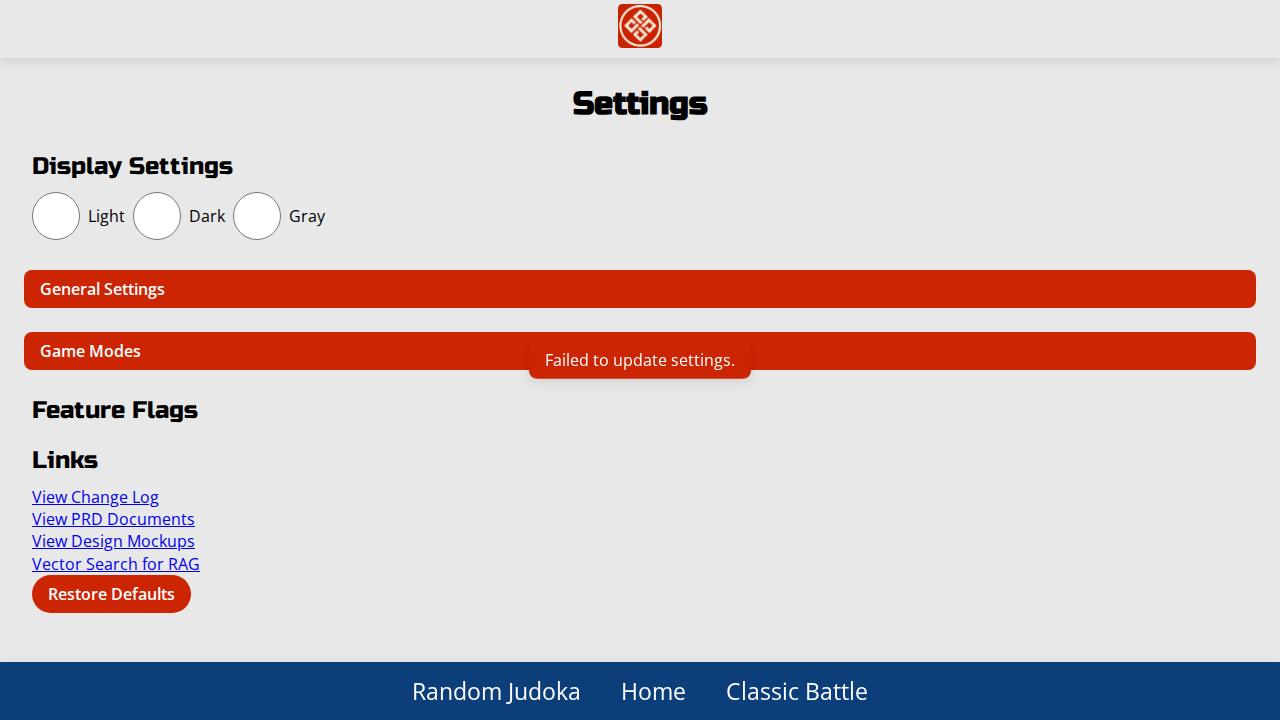 Settings
Display Settings
Light Dark Gray
General Settings
Game Modes
Failed to update settings.
Feature Flags
Links
View Change Log
View PRD Documents
View Design Mockups
Vector Search for RAG
Restore Defaults
Random Judoka Home Classic Battle